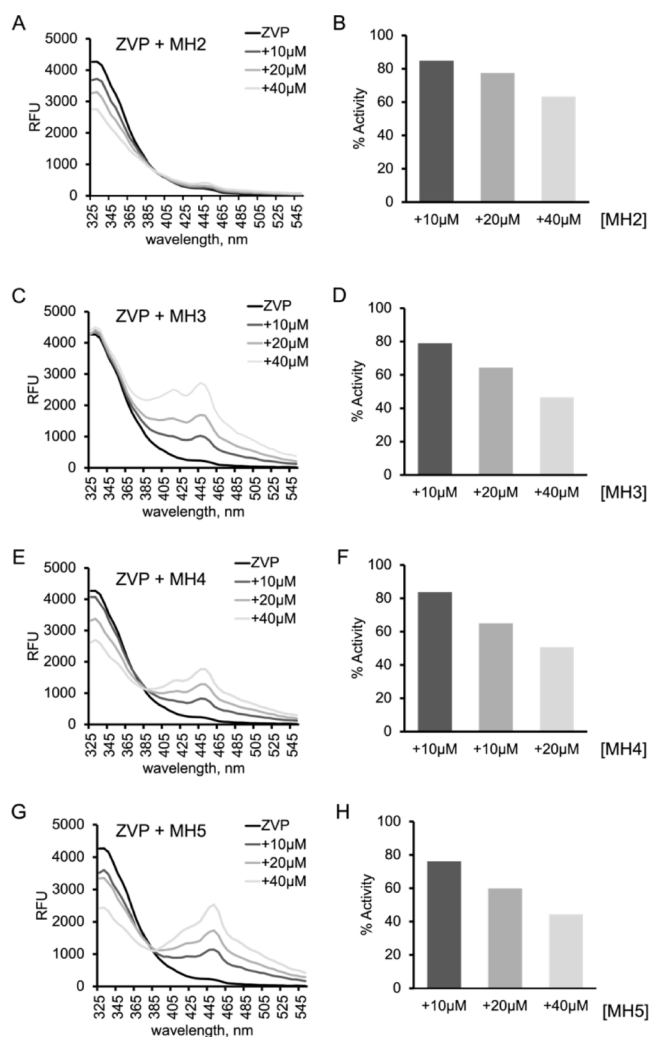 A
ZVP + MH2
ZVP
+10µM
+20µM
+40µM
5000
4000
3000
2000
1000
0
RFU
325
345
365
385
405
425
445
465
485
505
525
545
wavelength, nm
B
100
80
60
40
20
0
% Activity
+10µM +20µM +40µM [MH2]
C
ZVP + MH3
ZVP
+10µM
+20µM
+40µM
5000
4000
3000
2000
1000
0
RFU
325
345
365
385
405
425
445
465
485
505
525
545
wavelength, nm
D
100
80
60
40
20
0
% Activity
+10µM +20µM +40µM [MH3]
E
ZVP + MH4
ZVP
+10µM
+20µM
+40µM
5000
4000
3000
2000
1000
0
RFU
325
345
365
385
405
425
445
465
485
505
525
545
wavelength, nm
F
100
80
60
40
20
0
% Activity
+10µM +10µM +20µM [MH4]
G
ZVP + MH5
ZVP
+10µM
+20µM
+40µM
5000
4000
3000
2000
1000
0
RFU
325
345
365
385
405
425
445
465
485
505
525
545
wavelength, nm
H
100
80
60
40
20
0
% Activity
+10µM +20µM +40µM [MH5]